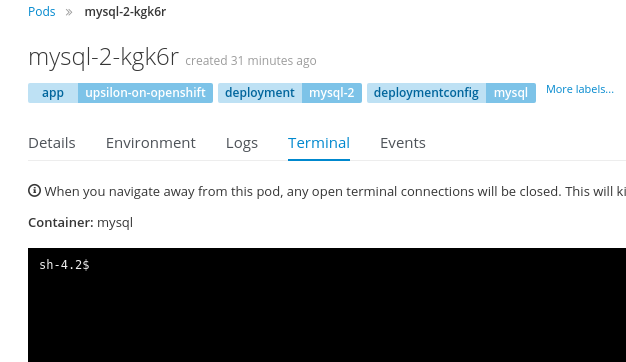 Pods » mysql-2-kgk6r
mysql-2-kgk6r created 31 minutes ago
app upsilon-on-openshift deployment mysql-2 deploymentconfig mysql More labels...
Details Environment Logs Terminal Events
When you navigate away from this pod, any open terminal connections will be closed. This will ki
Container: mysql
sh-4.2$